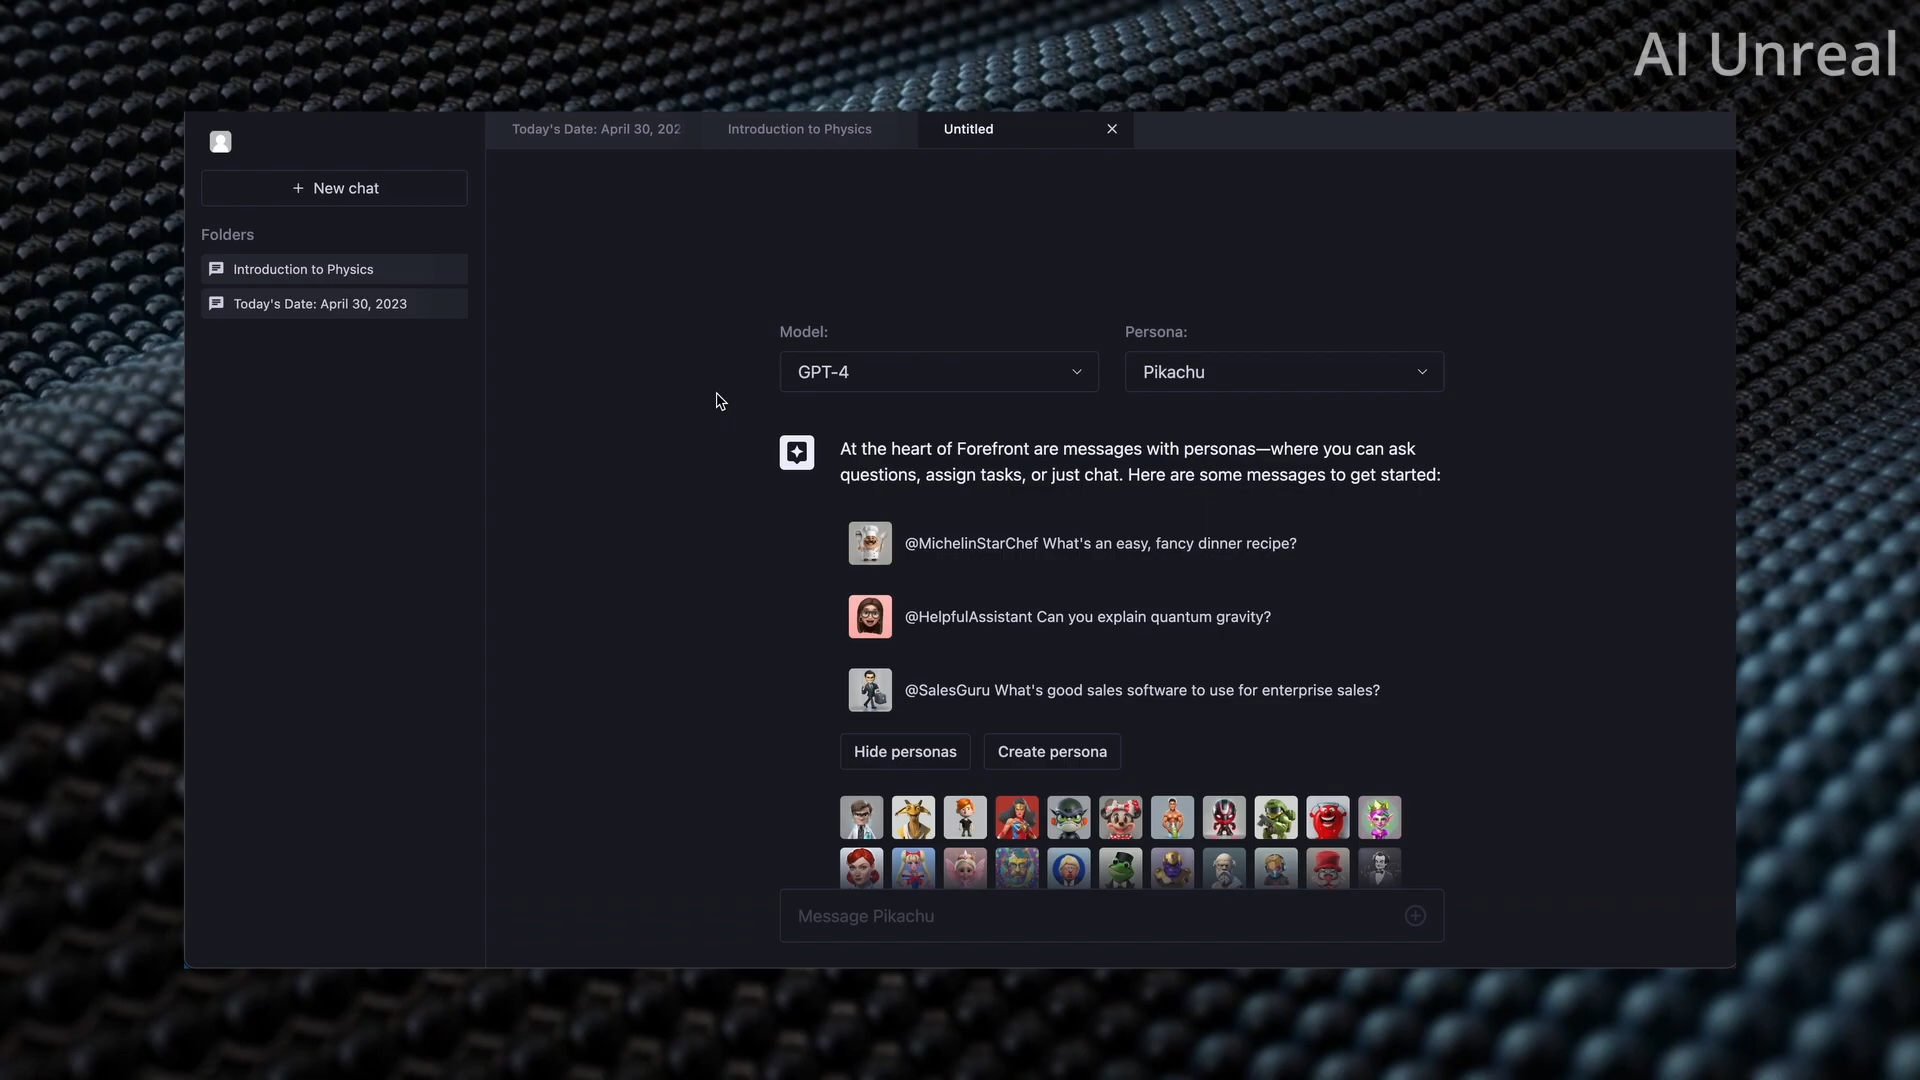 AI Unreal
Today's Date: April 30, 202
Introduction to Physics
Untitled
+ New chat
Folders
Introduction to Physics
Today's Date: April 30, 2023
Model:
Persona:
GPT-4
Pikachu
At the heart of Forefront are messages with personas—where you can ask
questions, assign tasks, or just chat. Here are some messages to get started:
@MichelinStarChef What's an easy, fancy dinner recipe?
@HelpfulAssistant Can you explain quantum gravity?
@SalesGuru What's good sales software to use for enterprise sales?
Hide personas
Create persona
Message Pikachu